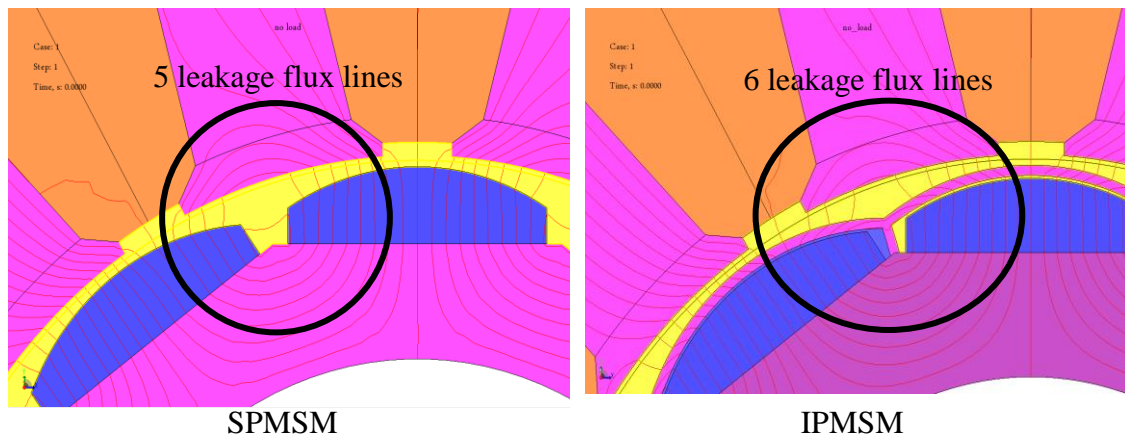 no load
Case: 1
Step: 1
Time, s: 0.0000
5 leakage flux lines
SPMSM
no_load
Case: 1
Step: 1
Time, s: 0.0000
6 leakage flux lines
IPMSM